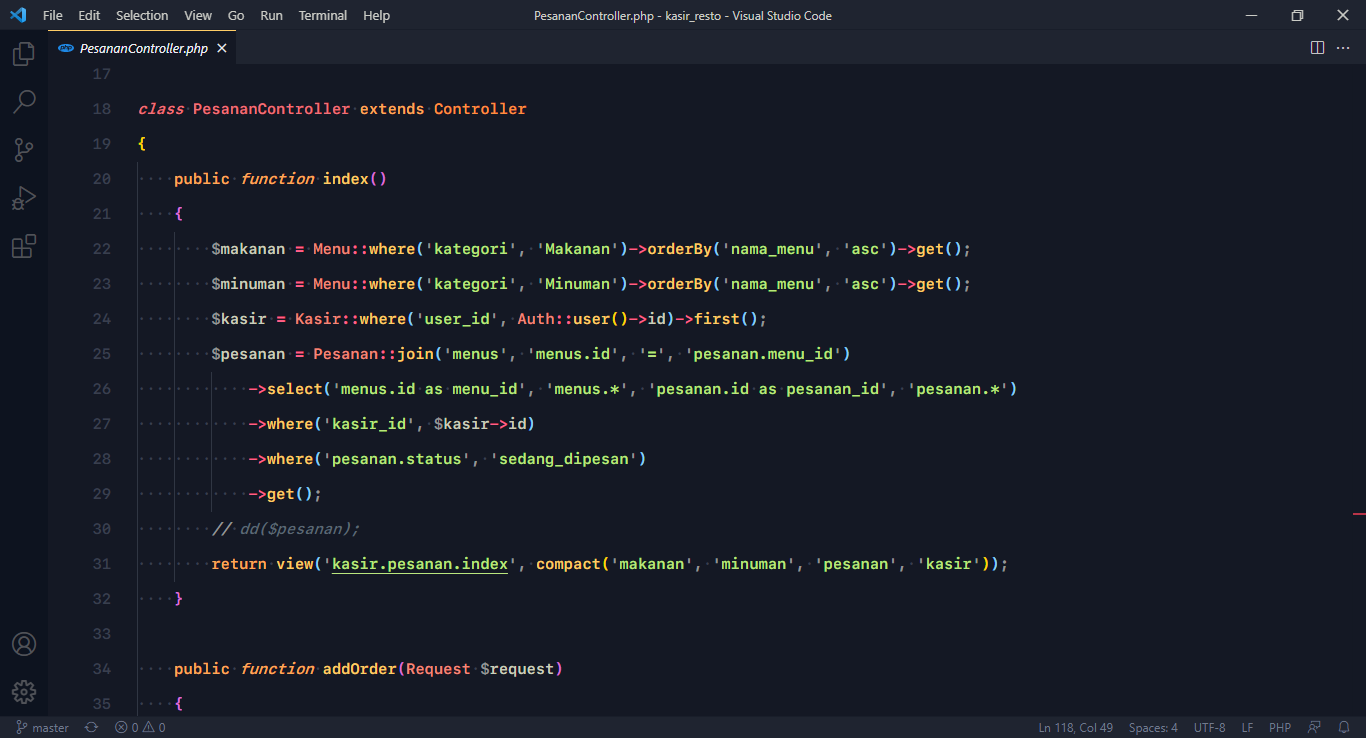 File Edit Selection View Go Run Terminal Help PesananController.php - kasir_resto - Visual Studio Code
php PesananController.php
17
18 class PesananController extends Controller
19 {
20 public function index()
21 {
22 $makanan = Menu::where('kategori', 'Makanan')->orderBy('nama_menu', 'asc')->get();
23 $minuman = Menu::where('kategori', 'Minuman')->orderBy('nama_menu', 'asc')->get();
24 $kasir = Kasir::where('user_id', Auth::user()->id)->first();
25 $pesanan = Pesanan::join('menus', 'menus.id', '=', 'pesanan.menu_id')
26 ->select('menus.id as menu_id', 'menus.*', 'pesanan.id as pesanan_id', 'pesanan.*')
27 ->where('kasir_id', $kasir->id)
28 ->where('pesanan.status', 'sedang_dipesan')
29 ->get();
30 // dd($pesanan);
31 return view('kasir.pesanan.index', compact('makanan', 'minuman', 'pesanan', 'kasir'));
32 }
33
34 public function addOrder(Request $request)
35 {
master 0 0 Ln 118, Col 49 Spaces: 4 UTF-8 LF PHP